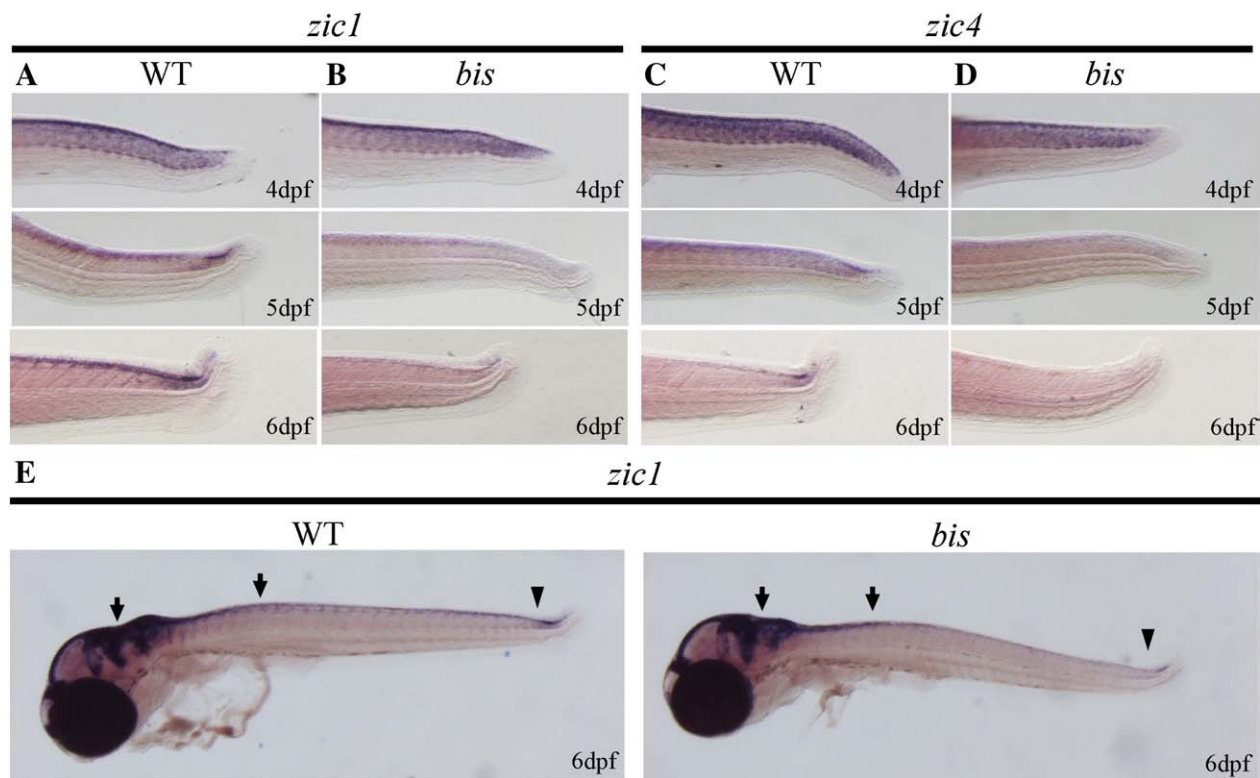 zic1 zic4
A WT B bis C WT D bis
4dpf 4dpf 4dpf 4dpf
5dpf 5dpf 5dpf 5dpf
6dpf 6dpf 6dpf 6dpf
E zic1
WT bis
6dpf 6dpf